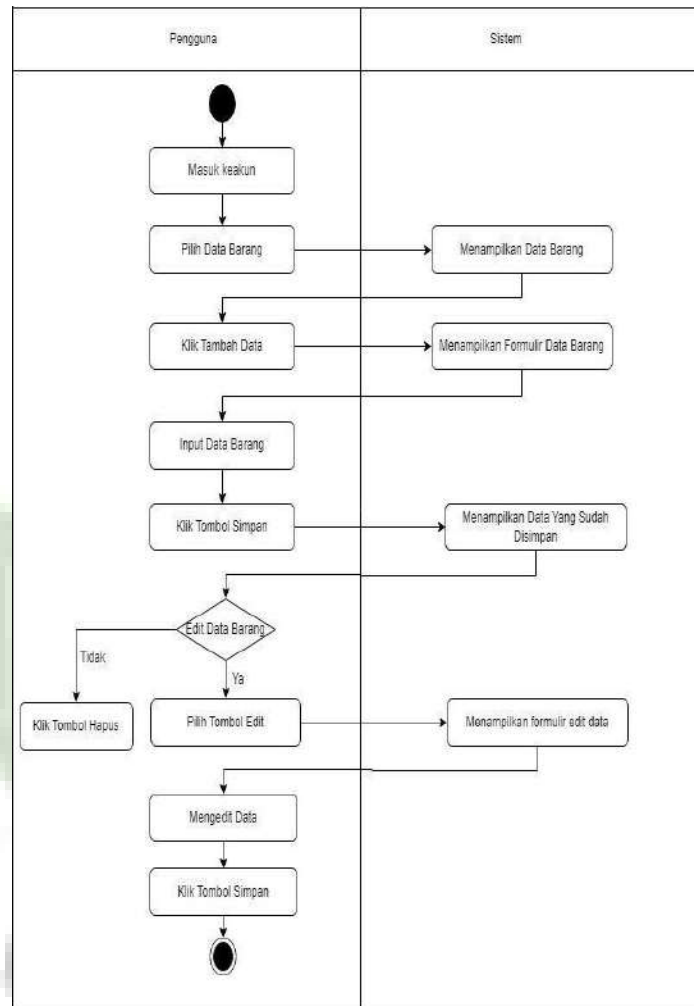 Pengguna
Sistem
Masuk keakun
Pilih Data Barang
Menampilkan Data Barang
Klik Tambah Data
Menampilkan Formulir Data Barang
Input Data Barang
Klik Tombol Simpan
Menampilkan Data Yang Sudah
Disimpan
Edit Data Barang
Tidak
Ya
Klik Tombol Hapus
Pilih Tombol Edit
Menampilkan formulir edit data
Mengedit Data
Klik Tombol Simpan